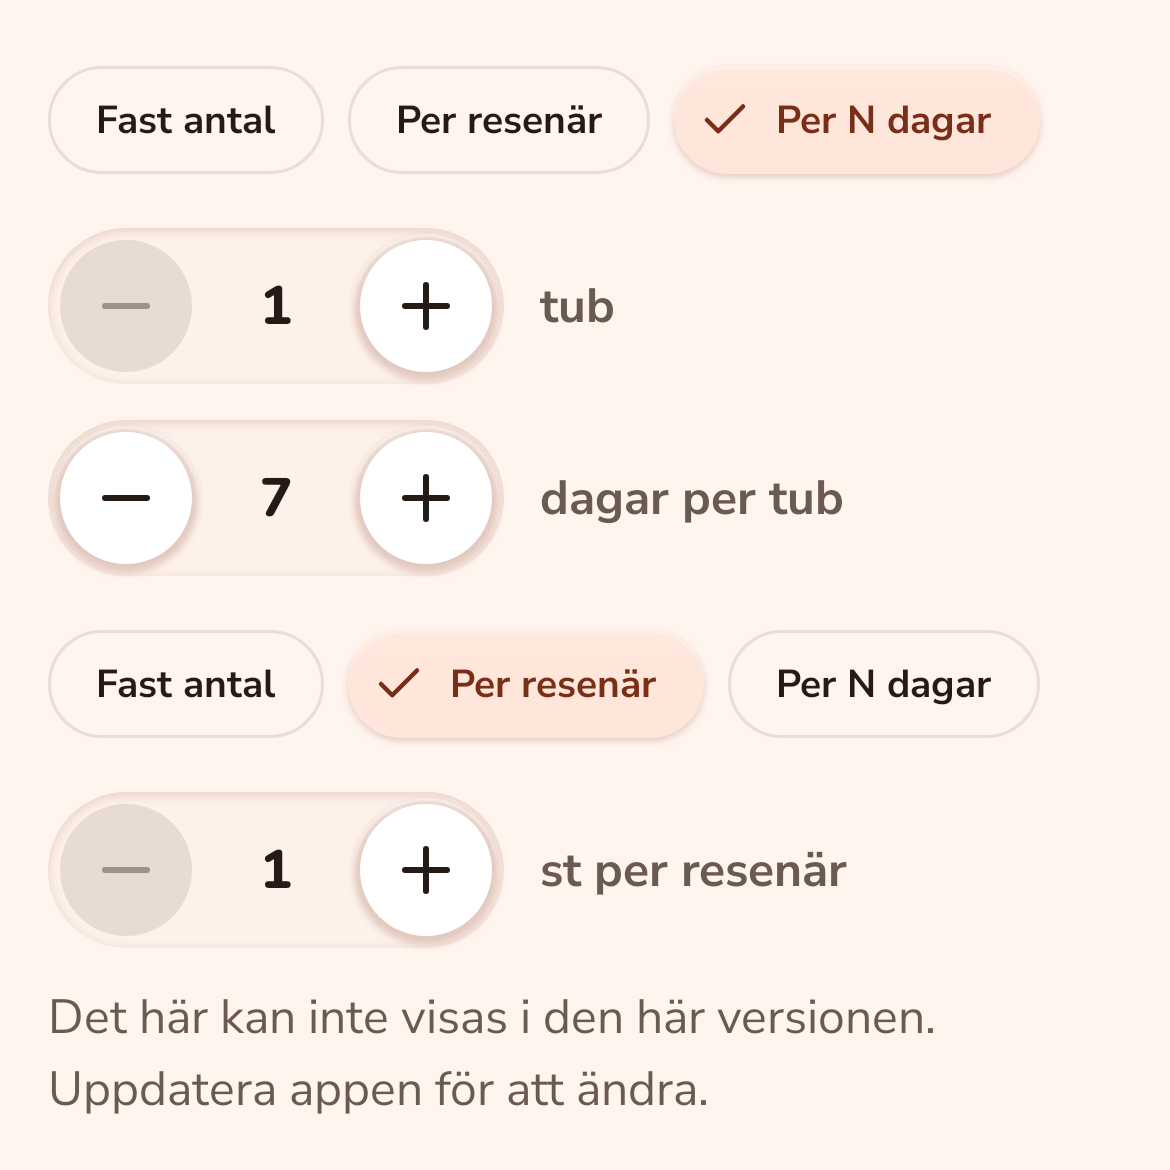 Fast antal Per resenär Per N dagar
1 tub
7 dagar per tub
Fast antal Per resenär Per N dagar
1 st per resenär
Det här kan inte visas i den här versionen.
Uppdatera appen för att ändra.